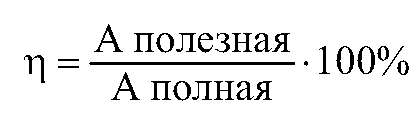 η = А полезная / А полная · 100%